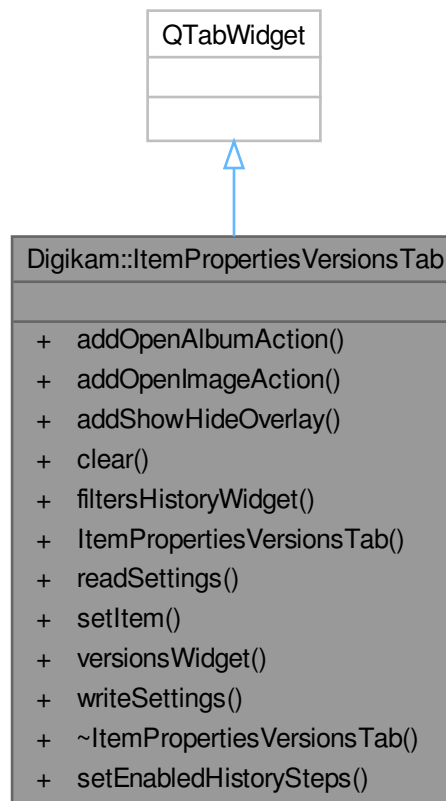 QTabWidget
Digikam::ItemPropertiesVersionsTab
+ addOpenAlbumAction()
+ addOpenImageAction()
+ addShowHideOverlay()
+ clear()
+ filtersHistoryWidget()
+ ItemPropertiesVersionsTab()
+ readSettings()
+ setItem()
+ versionsWidget()
+ writeSettings()
+ ~ItemPropertiesVersionsTab()
+ setEnabledHistorySteps()